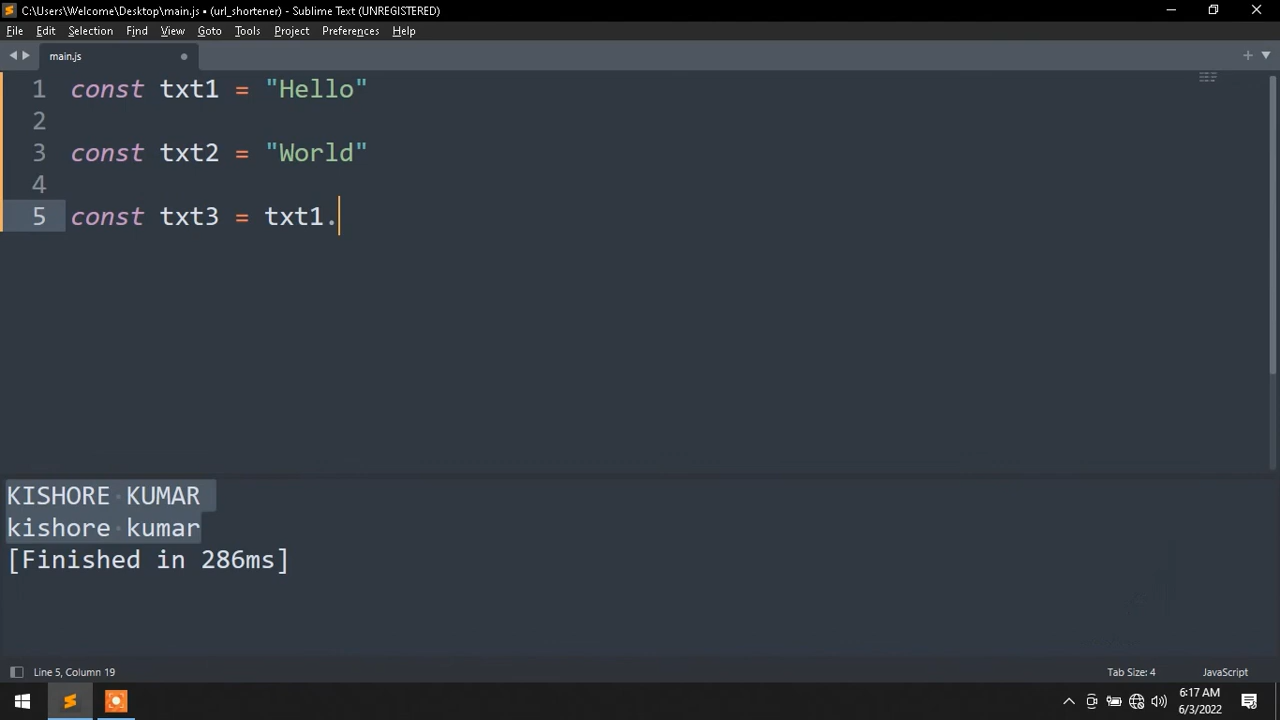 C:\Users\Welcome\Desktop\main.js • (url_shortener) - Sublime Text (UNREGISTERED)
File Edit Selection Find View Goto Tools Project Preferences Help
main.js
1 const txt1 = "Hello"
2
3 const txt2 = "World"
4
5 const txt3 = txt1.
KISHORE KUMAR
kishore kumar
[Finished in 286ms]
Line 5, Column 19 Tab Size: 4 JavaScript
6:17 AM
6/3/2022